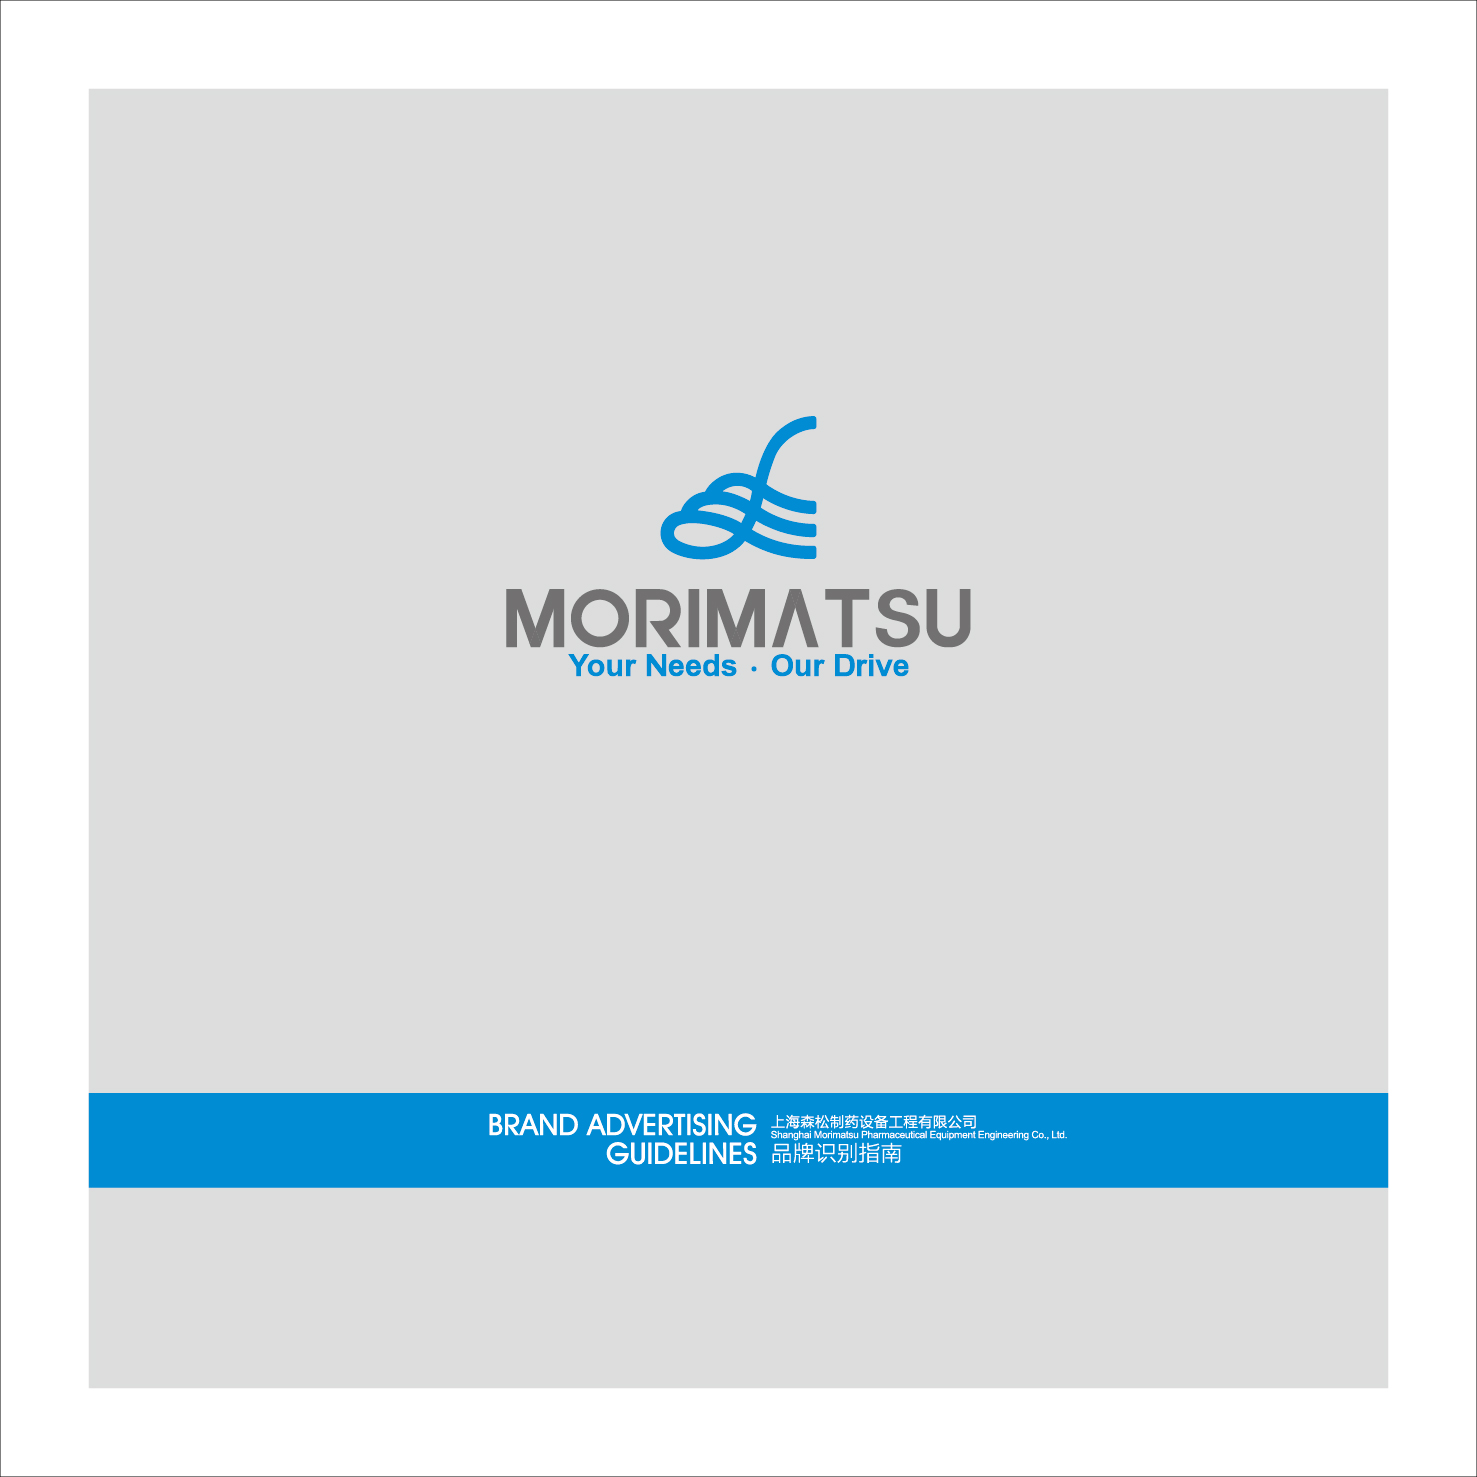 MORIMATSU
Your Needs · Our Drive
BRAND ADVERTISING
GUIDELINES
上海森松制药设备工程有限公司
Shanghai Morimatsu Pharmaceutical Equipment Engineering Co., Ltd.
品牌识别指南